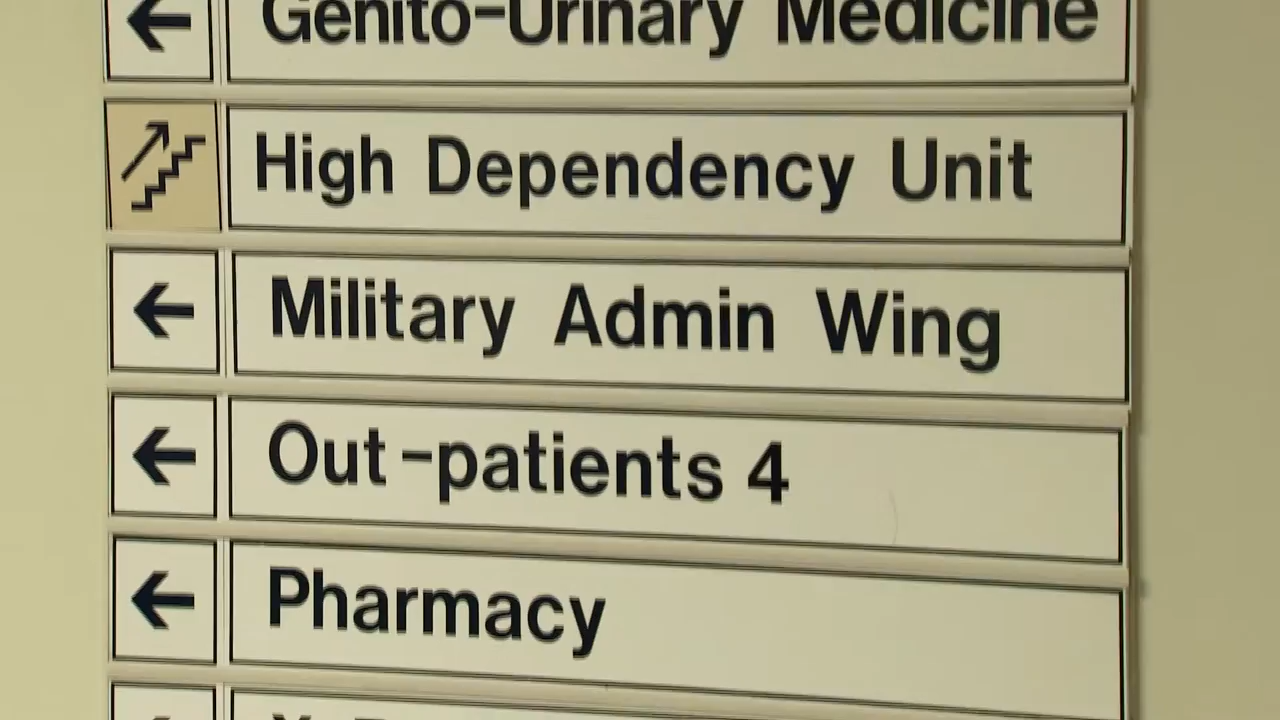 Genito-Urinary Medicine
High Dependency Unit
Military Admin Wing
Out-patients 4
Pharmacy